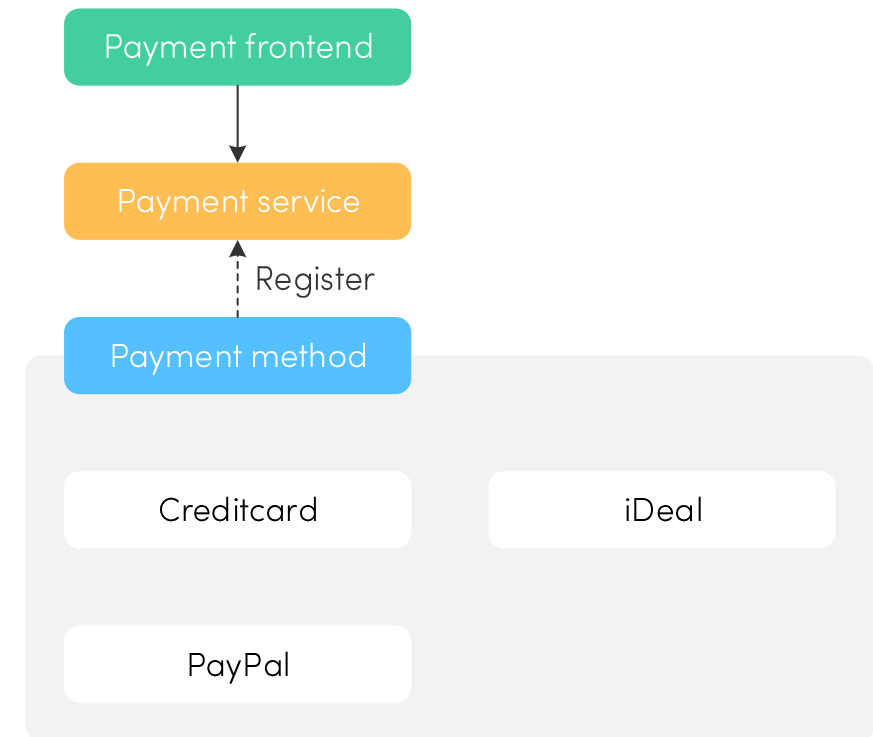 Payment frontend
Payment service
Register
Payment method
Creditcard
iDeal
PayPal